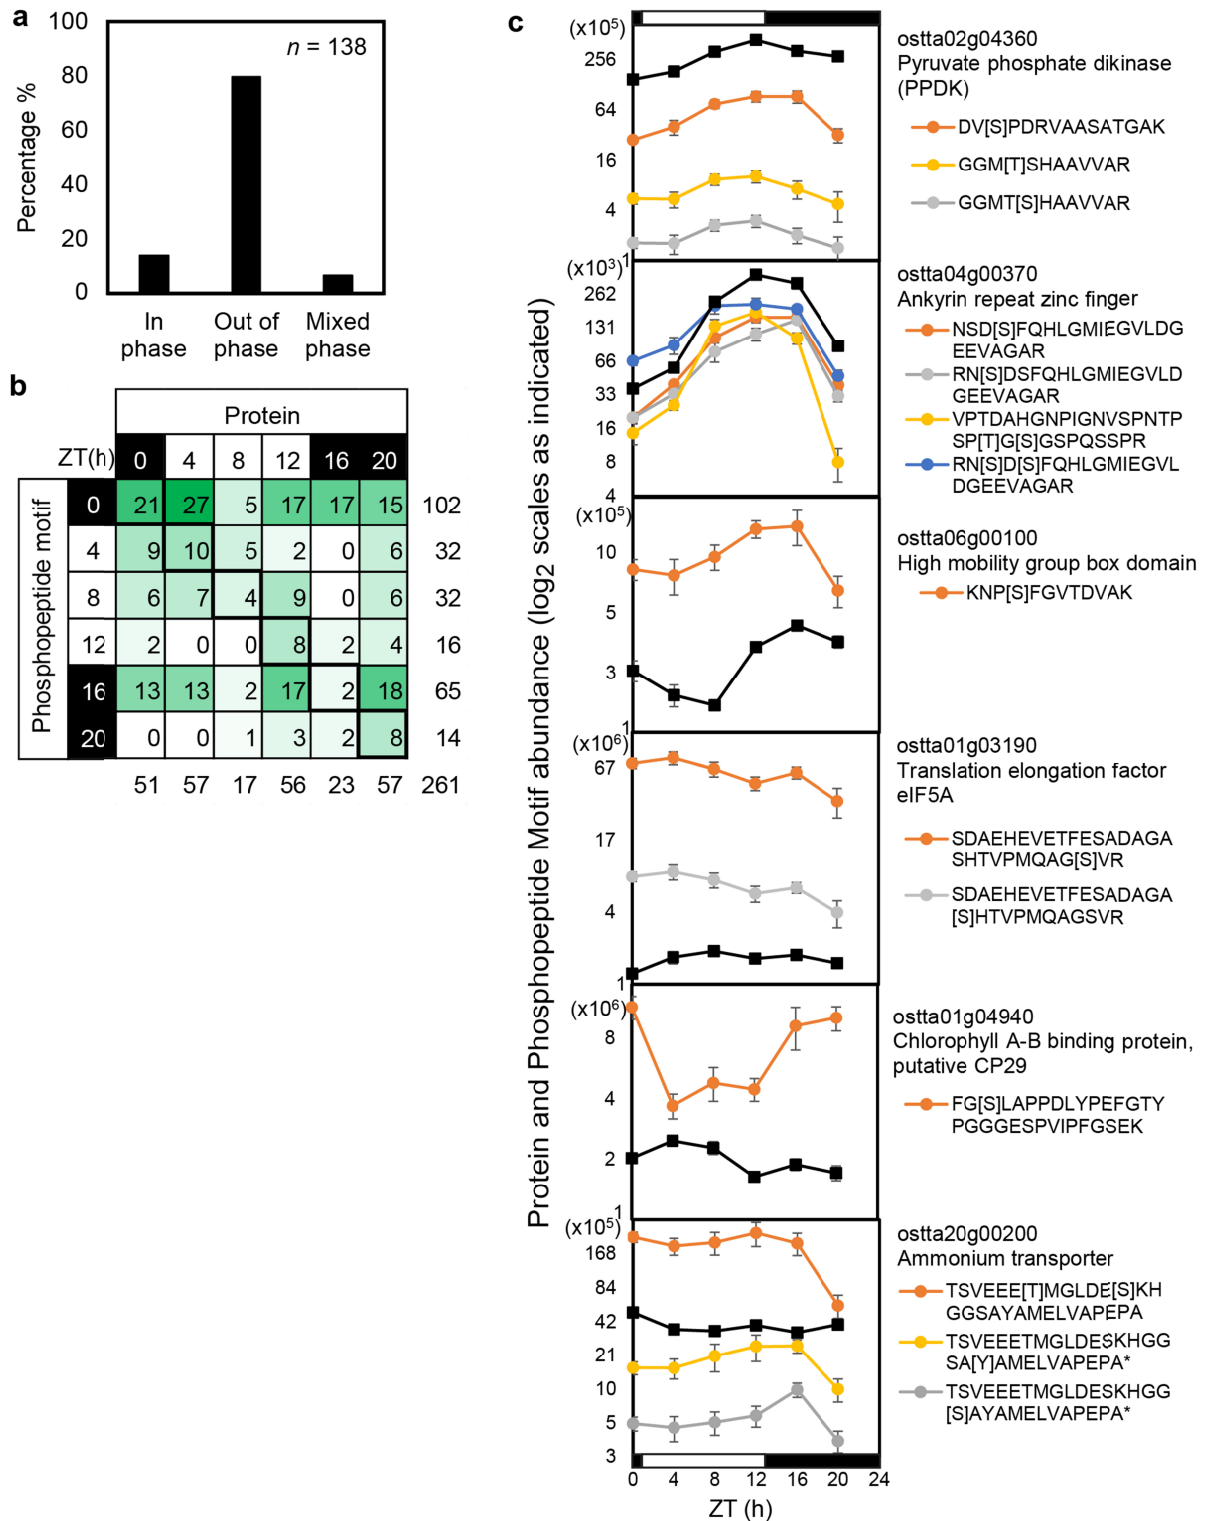 a
100
80
60
40
20
0
Percentage %
n = 138
In phase
Out of phase
Mixed phase
b
Protein
ZT(h) 0 4 8 12 16 20
Phosphopeptide motif
0 21 27 5 17 17 15 102
4 9 10 5 2 0 6 32
8 6 7 4 9 0 6 32
12 2 0 0 8 2 4 16
16 13 13 2 17 2 18 65
20 0 0 1 3 2 8 14
51 57 17 56 23 57 261
c
Protein and Phosphopeptide Motif abundance (log2 scales as indicated)
(x10⁵)
256
64
16
4
1
ostta02g04360
Pyruvate phosphate dikinase
(PPDK)
DV[S]PDRVAASATGAK
GGM[T]SHAAVVAR
GGMT[S]HAAVVAR
(x10³)
262
131
66
33
16
8
4
ostta04g00370
Ankyrin repeat zinc finger
NSD[S]FQHLGMIEGVLDG
EEVAGAR
RN[S]DSFQHLGMIEGVLD
GEEVAGAR
VPTDAHGNPIGNVSPNTP
SP[T]G[S]GSPQSSPR
RN[S]D[S]FQHLGMIEGVL
DGEEVAGAR
(x10⁵)
10
5
3
1
ostta06g00100
High mobility group box domain
KNP[S]FGVTDVAK
(x10⁶)
67
17
4
1
ostta01g03190
Translation elongation factor
eIF5A
SDAEHEVETFESADAGA
SHTVPMQAG[S]VR
SDAEHEVETFESADAGA
[S]HTVPMQAGSVR
(x10⁶)
8
4
2
1
ostta01g04940
Chlorophyll A-B binding protein,
putative CP29
FG[S]LAPPDLYPEFGTY
PGGGESPVIPFGSEK
(x10⁵)
168
84
42
21
10
5
3
ostta20g00200
Ammonium transporter
TSVEEE[T]MGLDE[S]KH
GGSAYAMELVAPEPA
TSVEEETMGLDESKHGG
SA[Y]AMELVAPEPA*
TSVEEETMGLDESKHGG
[S]AYAMELVAPEPA*
0 4 8 12 16 20 24
ZT (h)